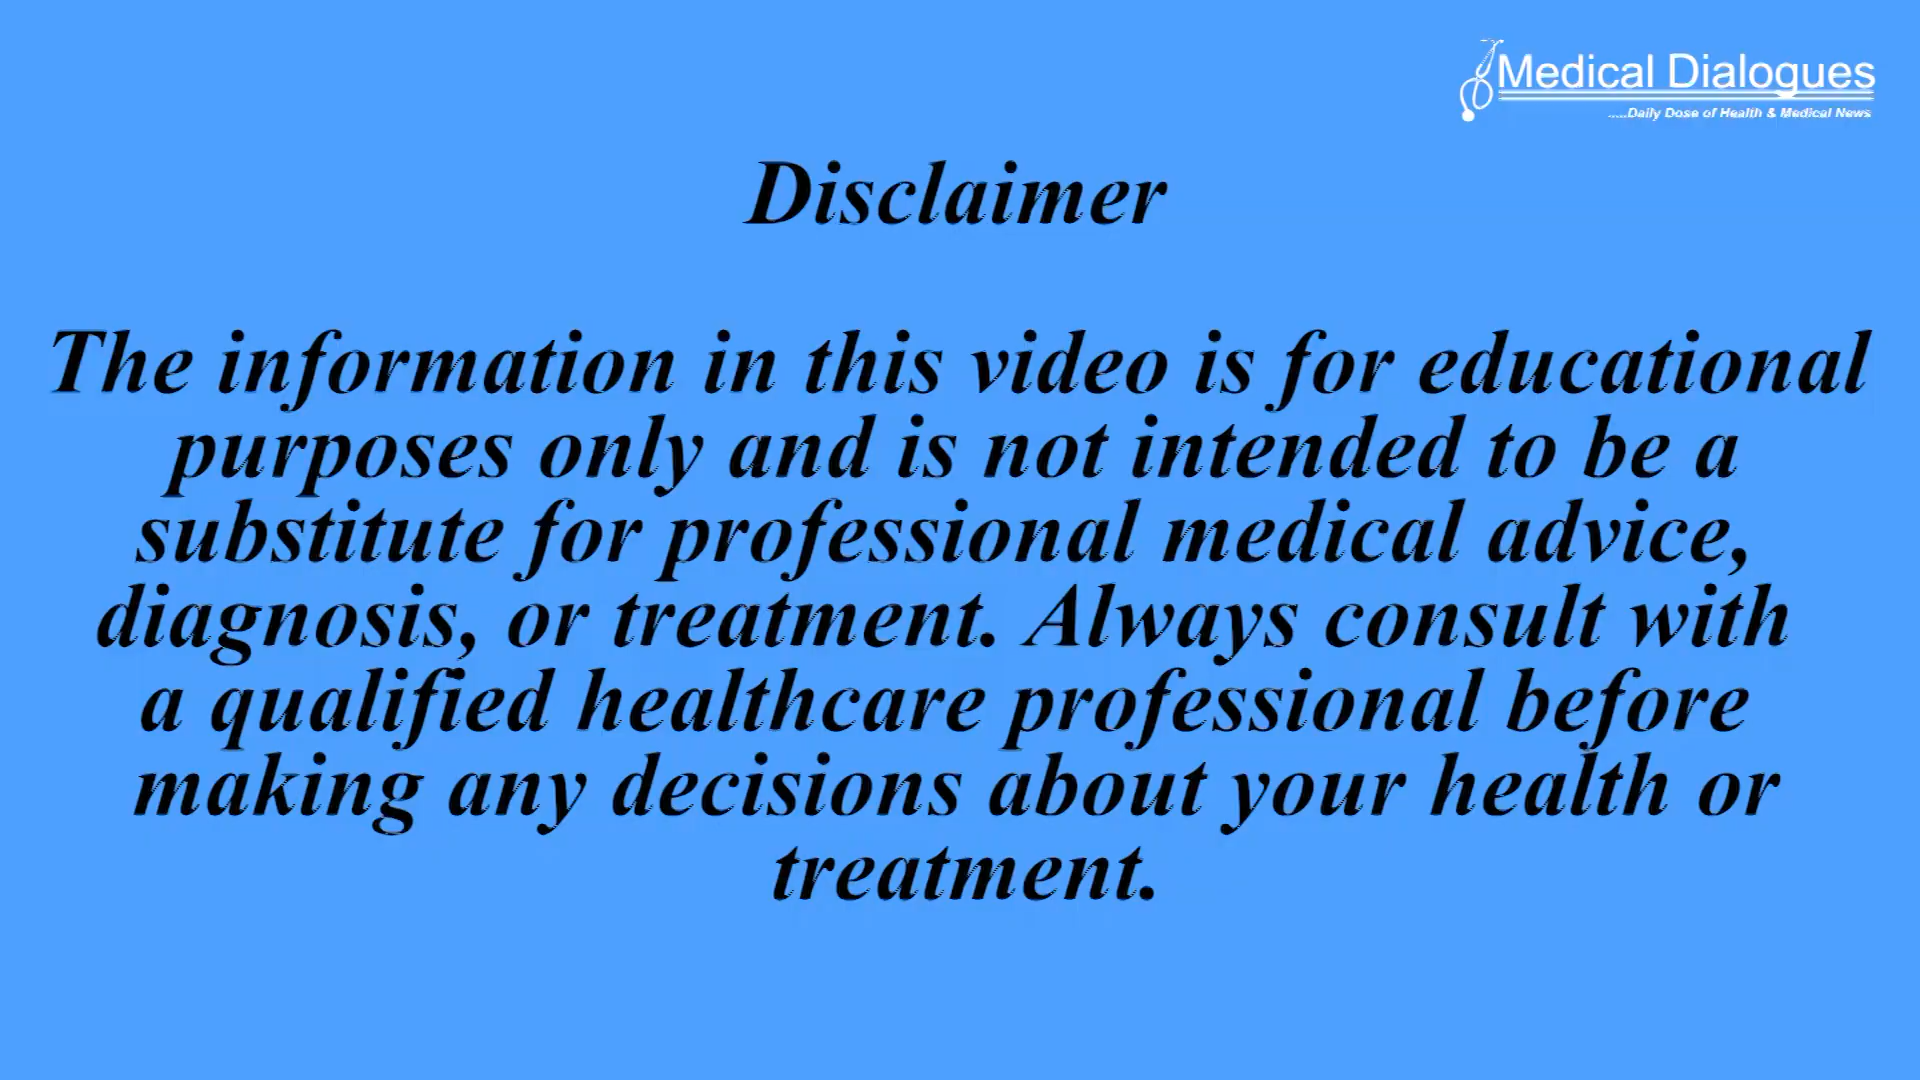 Medical Dialogues
.....Daily Dose of Health & Medical News
Disclaimer
The information in this video is for educational
purposes only and is not intended to be a
substitute for professional medical advice,
diagnosis, or treatment. Always consult with
a qualified healthcare professional before
making any decisions about your health or
treatment.